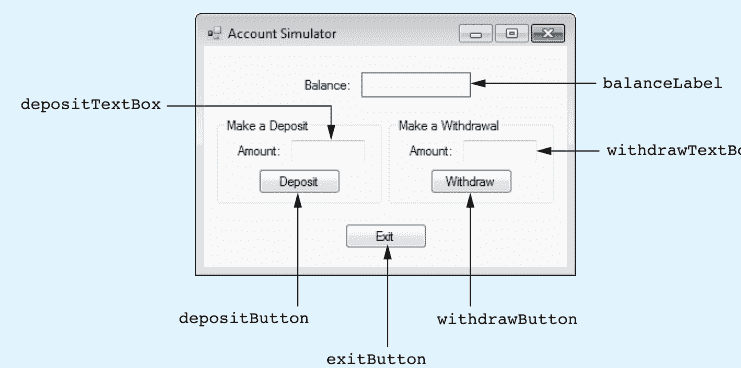 Account Simulator
Balance:
balanceLabel
depositTextBox
Make a Deposit
Make a Withdrawal
Amount:
Amount:
withdrawTextBo
Deposit
Withdraw
Exit
depositButton
withdrawButton
exitButton